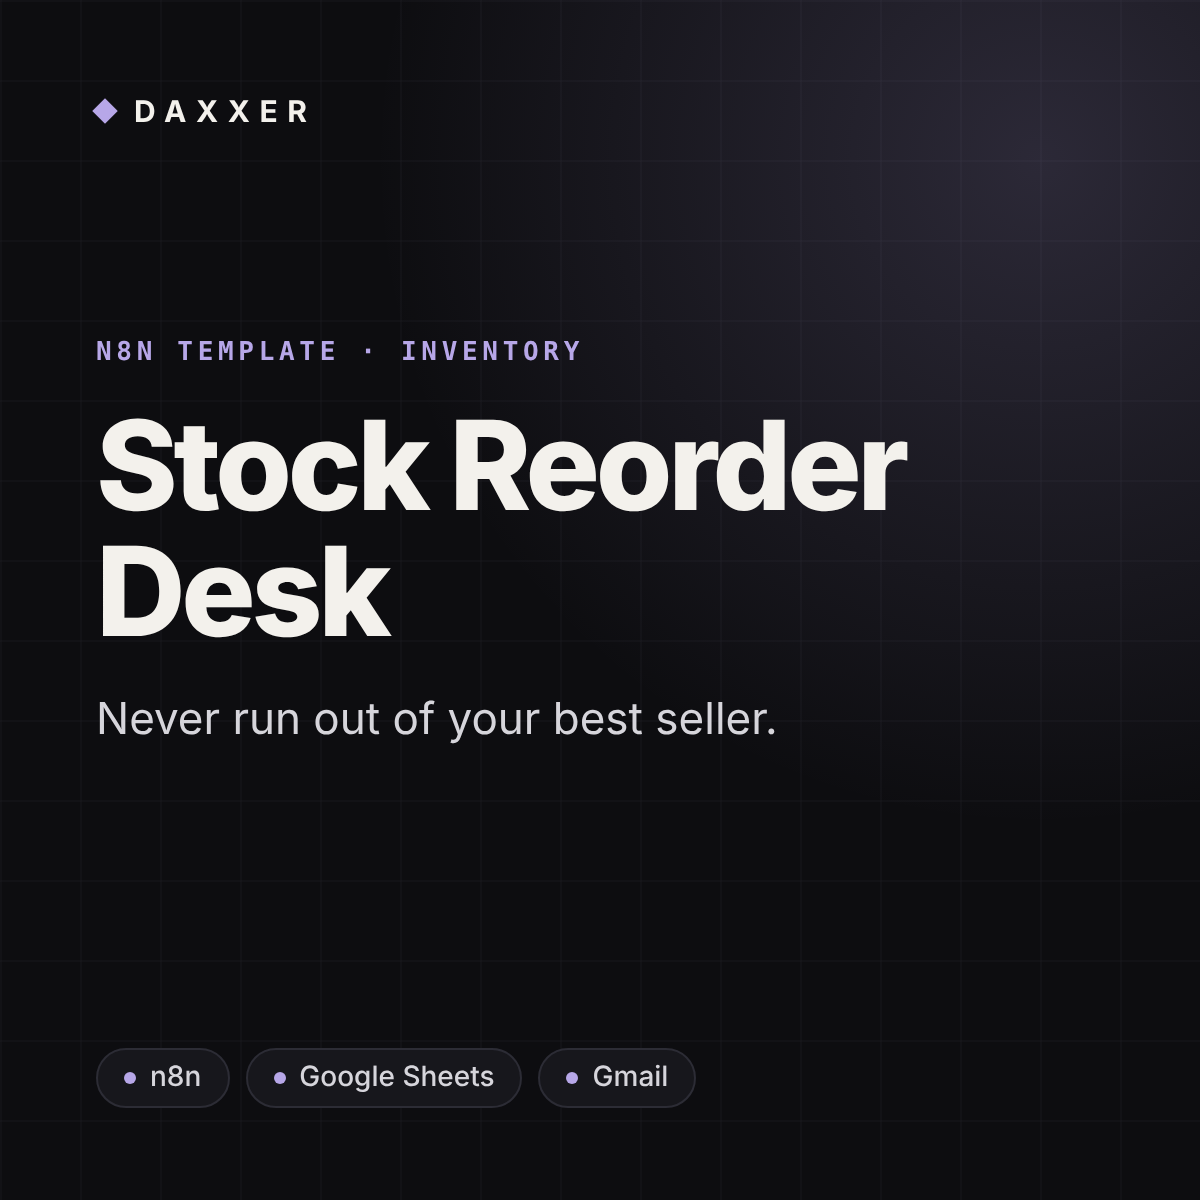 DAXXER
N8N TEMPLATE · INVENTORY
Stock Reorder
Desk
Never run out of your best seller.
n8n
Google Sheets
Gmail